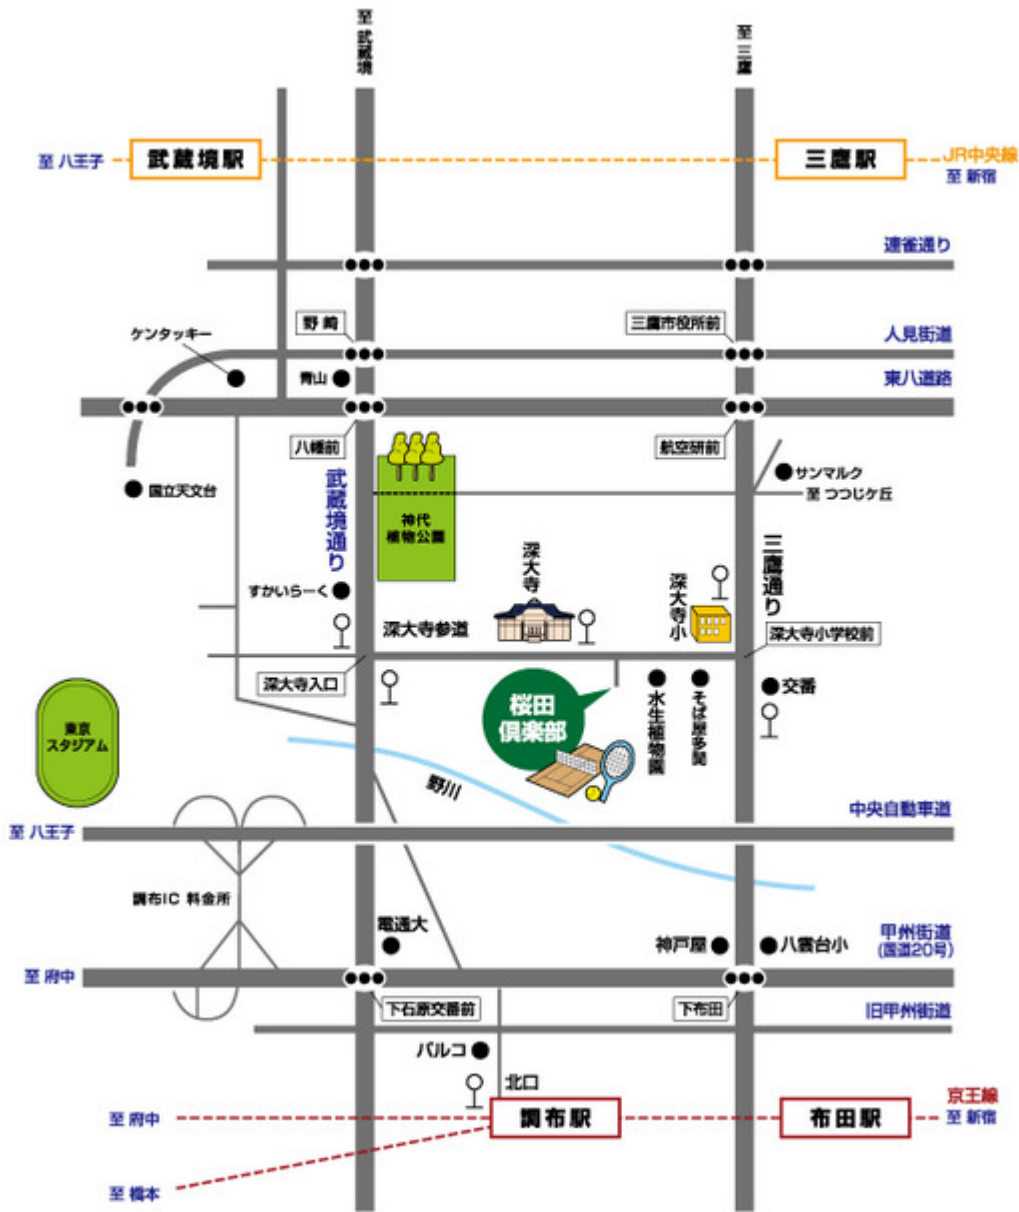 至 武蔵境
至 三鷹
至 八王子
武蔵境駅
三鷹駅
JR中央線
至 新宿
連雀通り
野崎
三鷹市役所前
人見街道
ケンタッキー
青山
東八道路
八幡前
航空研前
国立天文台
武蔵境通り
サンマルク
至 つつじケ丘
神代
植物公園
三鷹通り
深大寺
深大寺小
すかいらーく
深大寺参道
深大寺小学校前
深大寺入口
桜田
倶楽部
水生植物園
そば屋多聞
交番
東京
スタジアム
野川
中央自動車道
至 八王子
調布IC 料金所
電通大
神戸屋
八雲台小
甲州街道
(国道20号)
至 府中
下石原交番前
下布田
旧甲州街道
パルコ
北口
調布駅
布田駅
京王線
至 新宿
至 府中
至 橋本